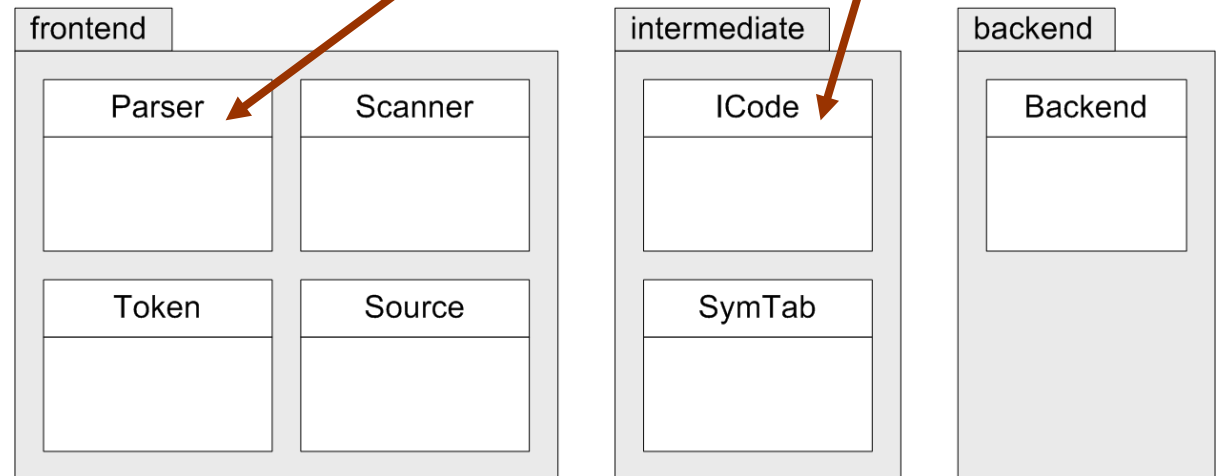 frontend
Parser
Scanner
Token
Source
intermediate
ICode
SymTab
backend
Backend